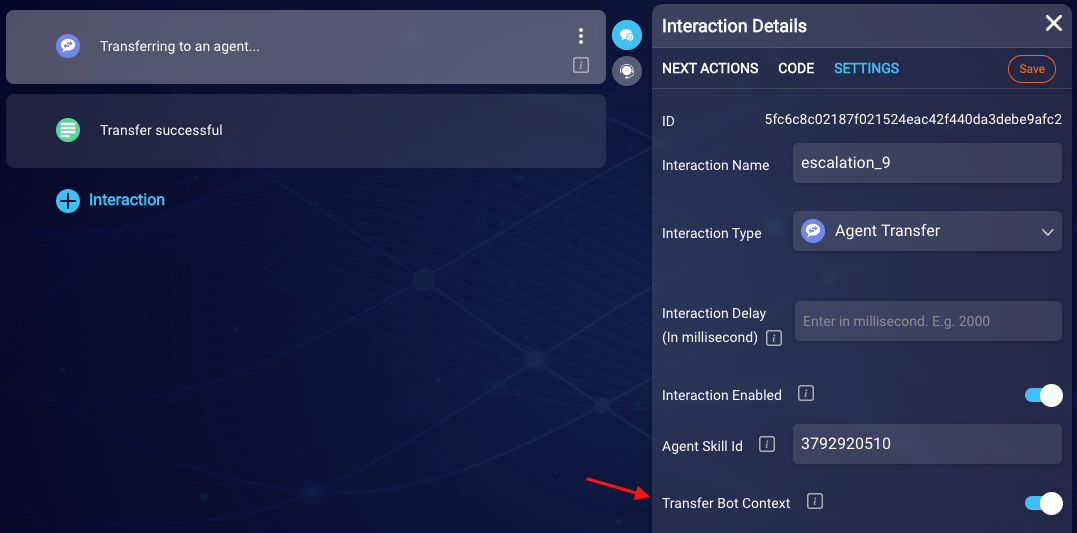 Transferring to an agent...
Transfer successful
Interaction
Interaction Details
NEXT ACTIONS CODE SETTINGS Save
ID 5fc6c8c02187f021524eac42f440da3debe9afc2
Interaction Name escalation_9
Interaction Type Agent Transfer
Interaction Delay
(In millisecond) i Enter in millisecond. E.g. 2000
Interaction Enabled i
Agent Skill Id i 3792920510
Transfer Bot Context i